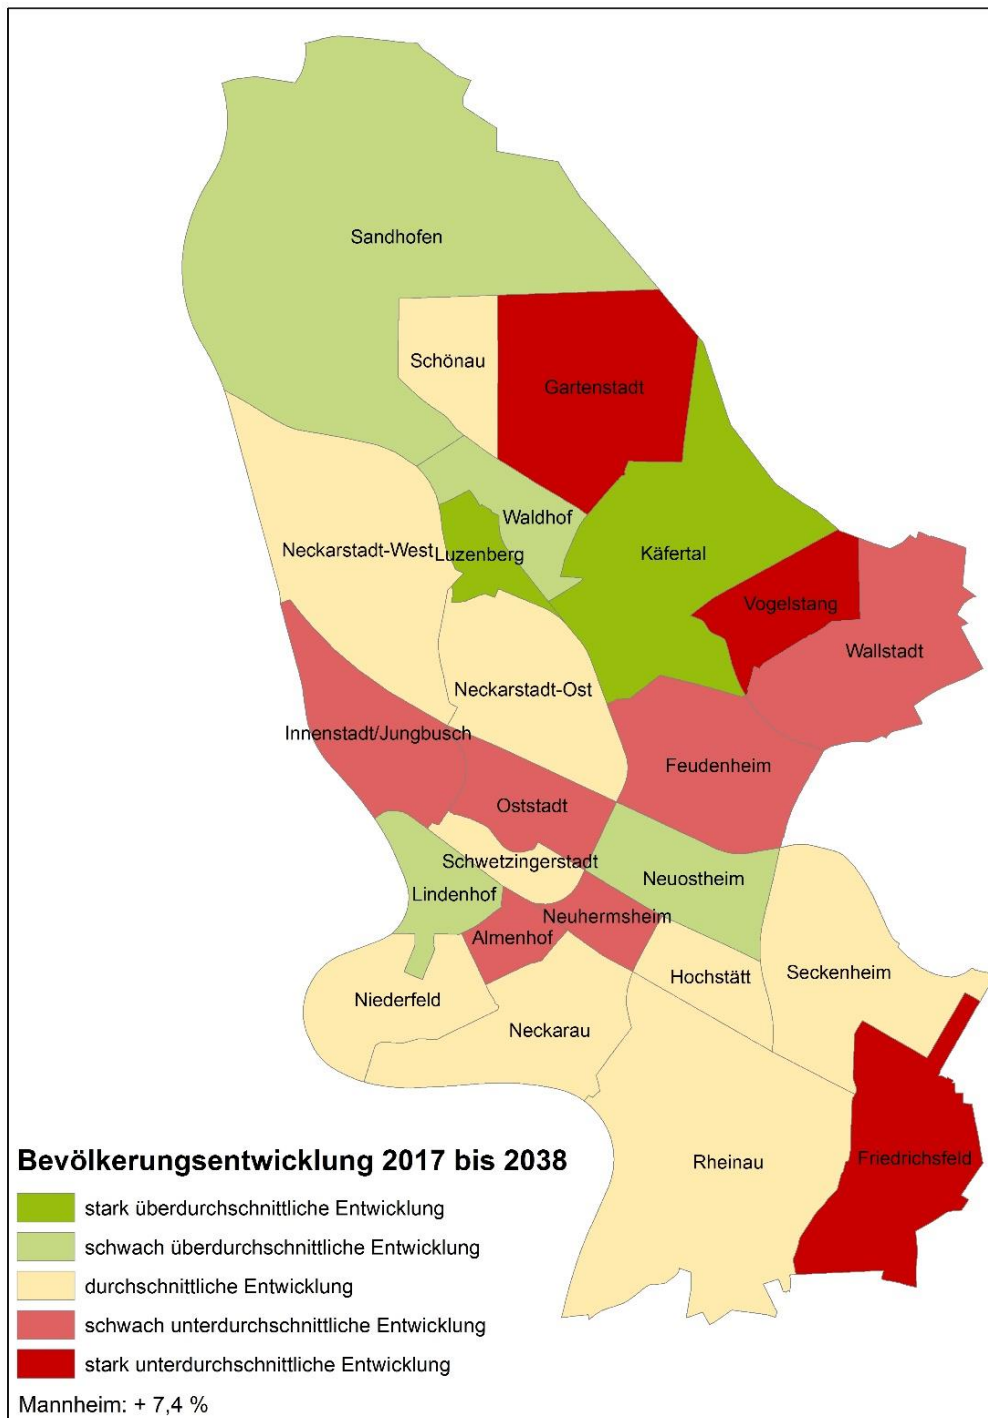 Sandhofen
Schönau
Gartenstadt
Waldhof
Neckarstadt-West
Luzenberg
Käfertal
Vogelstang
Wallstadt
Neckarstadt-Ost
Innenstadt/Jungbusch
Feudenheim
Oststadt
Schwetzingerstadt
Neuostheim
Lindenhof
Neuhermsheim
Almenhof
Seckenheim
Hochstätt
Niederfeld
Neckarau
Rheinau
Friedrichsfeld
Bevölkerungsentwicklung 2017 bis 2038
stark überdurchschnittliche Entwicklung
schwach überdurchschnittliche Entwicklung
durchschnittliche Entwicklung
schwach unterdurchschnittliche Entwicklung
stark unterdurchschnittliche Entwicklung
Mannheim: + 7,4 %